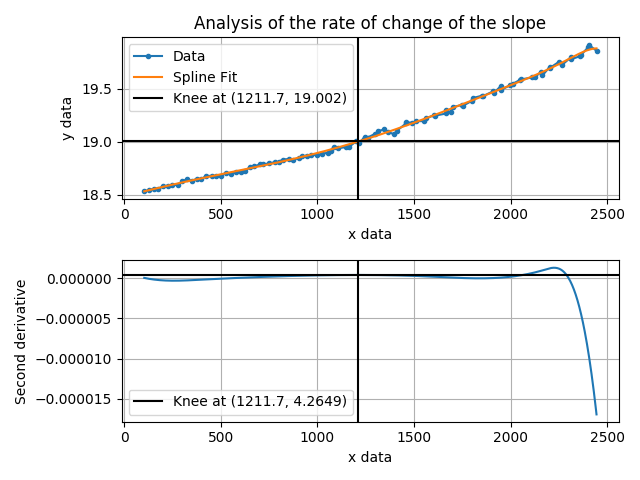 Analysis of the rate of change of the slope
Data
Spline Fit
Knee at (1211.7, 19.002)
y data
19.5
19.0
18.5
0
500
1000
1500
2000
2500
x data
Second derivative
0.000000
−0.000005
−0.000010
−0.000015
Knee at (1211.7, 4.2649)
0
500
1000
1500
2000
2500
x data